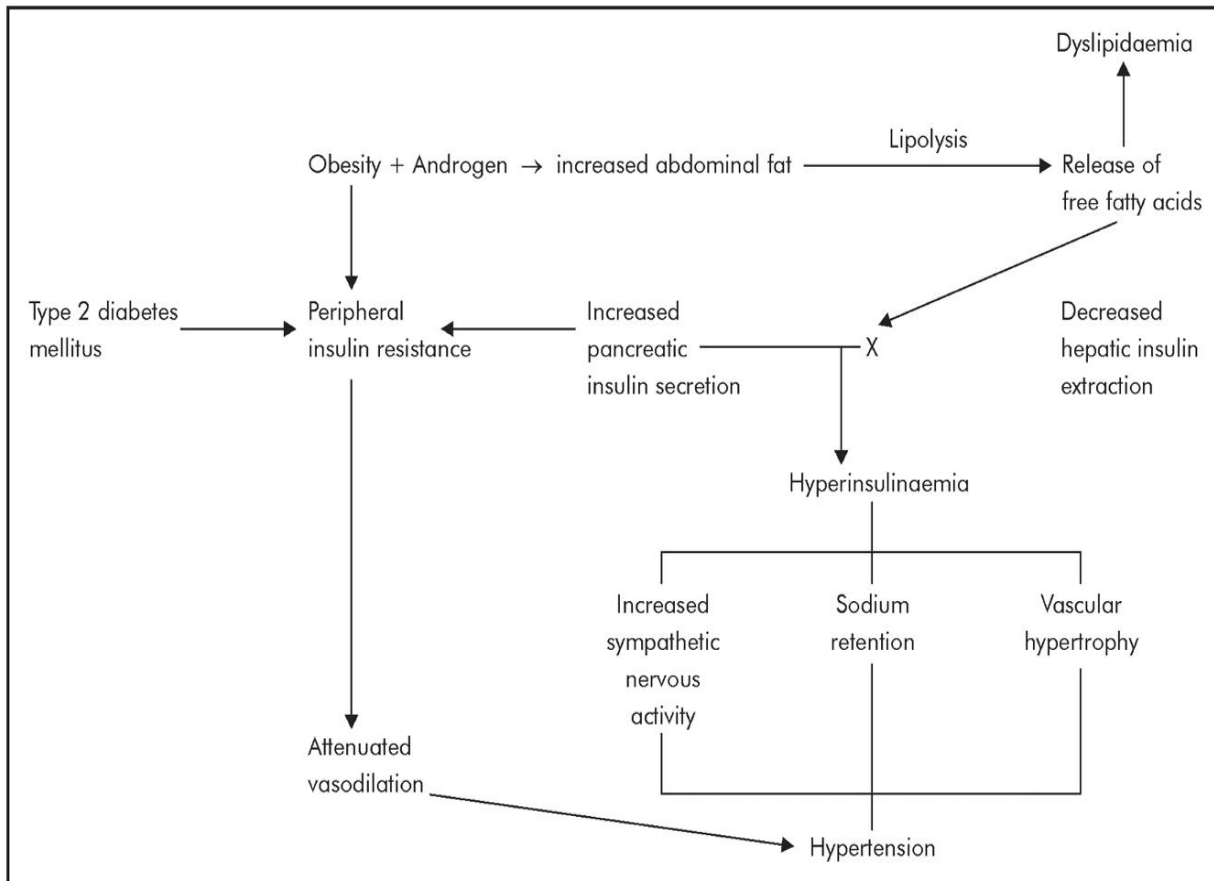 Dyslipidaemia
Lipolysis
Obesity + Androgen → increased abdominal fat
Release of
free fatty acids
Type 2 diabetes
mellitus
Peripheral
insulin resistance
Increased
pancreatic
insulin secretion
X
Decreased
hepatic insulin
extraction
Hyperinsulinaemia
Increased
sympathetic
nervous
activity
Sodium
retention
Vascular
hypertrophy
Attenuated
vasodilation
Hypertension